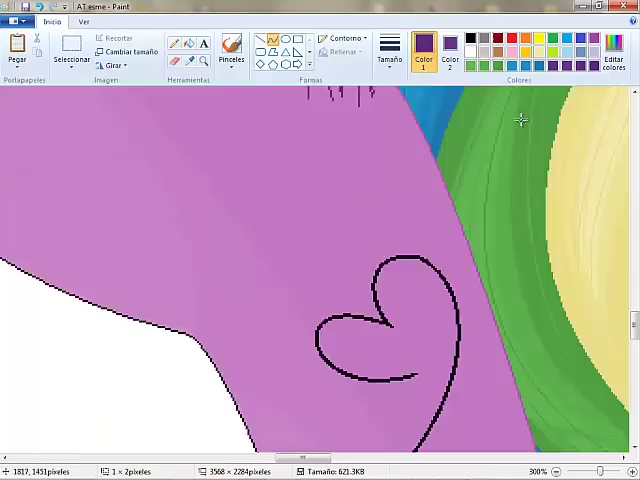 AT esme - Paint
Inicio Ver
Pegar
Seleccionar
Recortar
Cambiar tamaño
Girar
Pinceles
Contorno
Rellenar
Tamaño
Color 1
Color 2
Editar colores
Portapapeles Imagen Herramientas Formas Colores
1817, 1451píxeles 1 × 2píxeles 3568 × 2284píxeles Tamaño: 621.3KB 300%